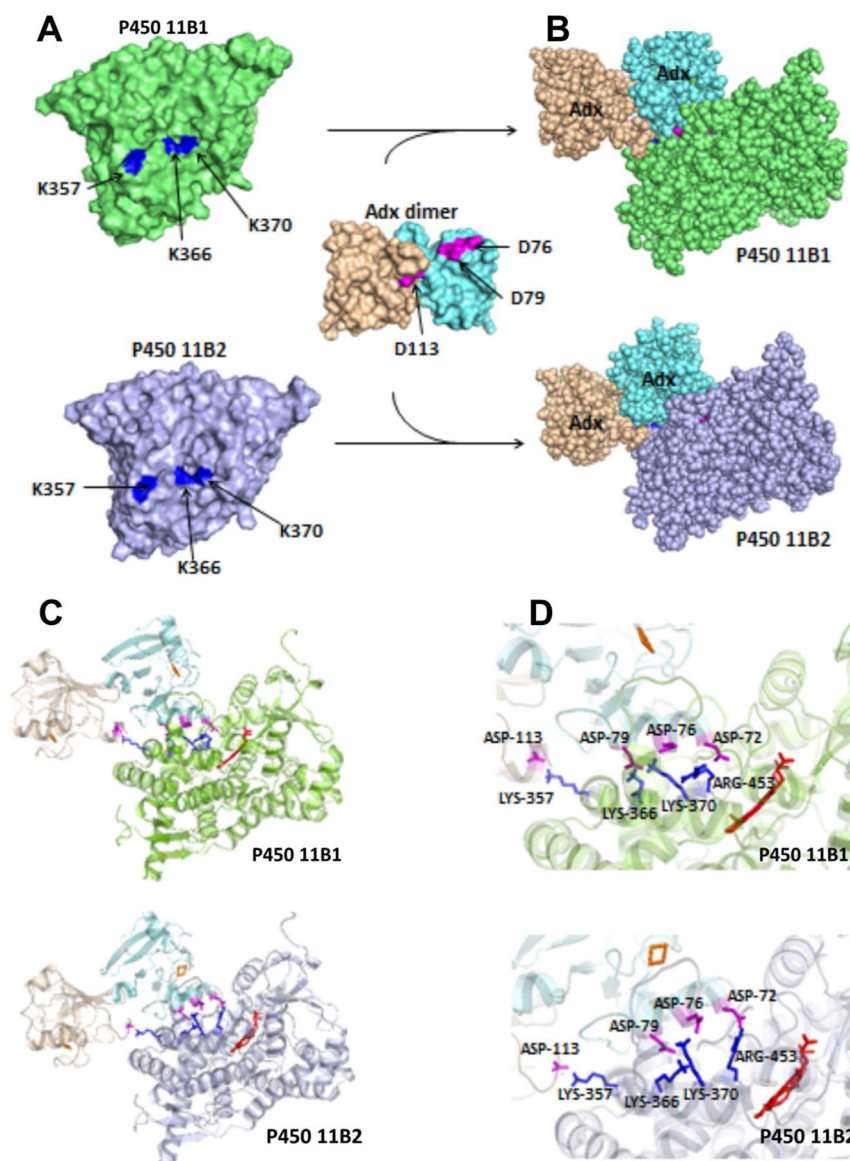 A
P450 11B1
K357
K366
K370
B
Adx
Adx
P450 11B1
Adx dimer
D76
D79
D113
P450 11B2
K357
K366
K370
Adx
Adx
P450 11B2
C
P450 11B1
P450 11B2
D
ASP-113
ASP-79
ASP-76
ASP-72
LYS-357
LYS-366
LYS-370
ARG-453
P450 11B1
ASP-113
ASP-79
ASP-76
ASP-72
LYS-357
LYS-366
LYS-370
ARG-453
P450 11B2